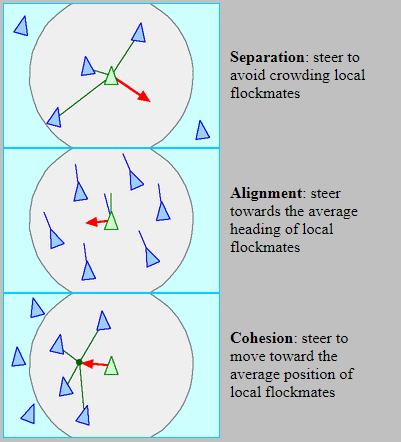 Separation: steer to
avoid crowding local
flockmates
Alignment: steer
towards the average
heading of local
flockmates
Cohesion: steer to
move toward the
average position of
local flockmates